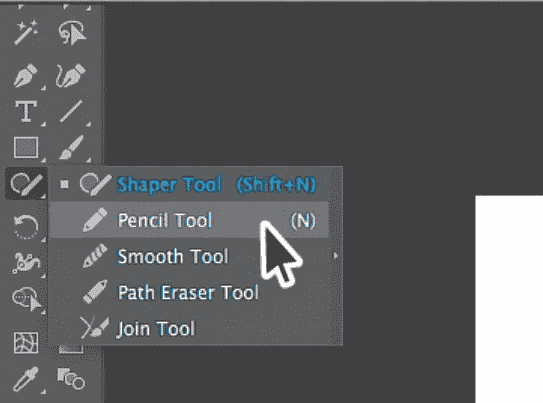 Shaper Tool (Shift+N)
Pencil Tool (N)
Smooth Tool
Path Eraser Tool
Join Tool